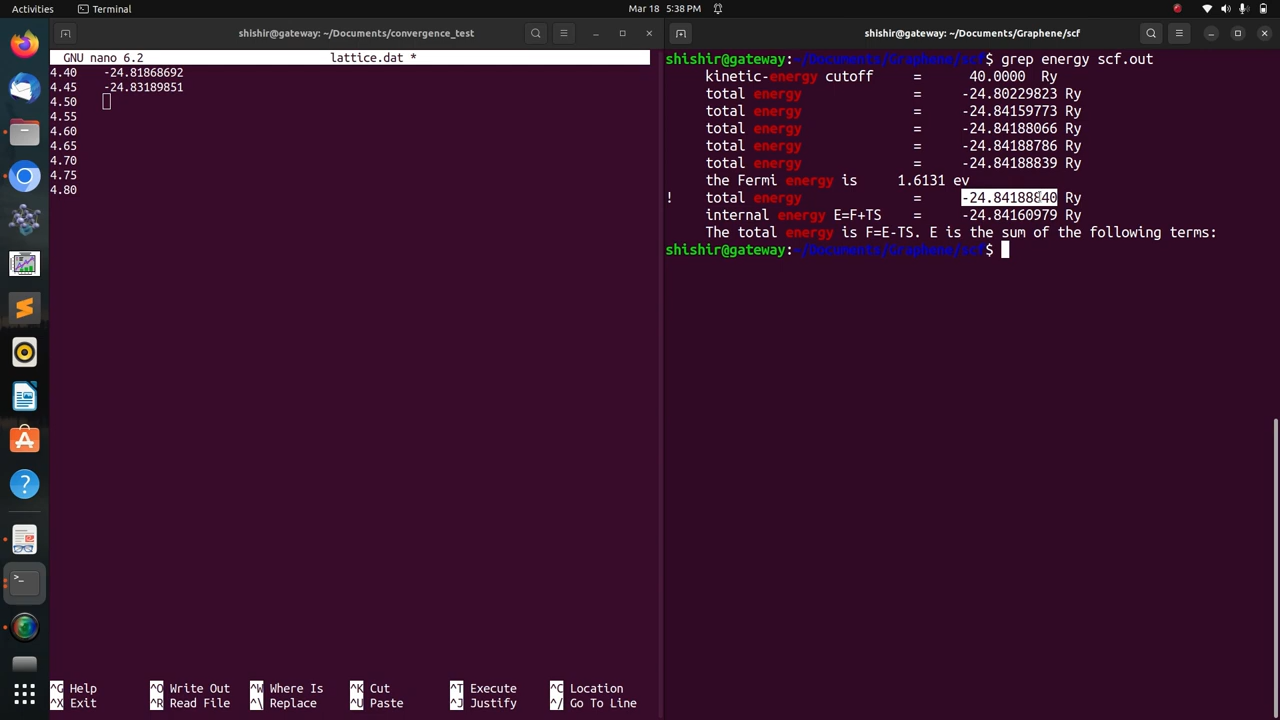 Activities Terminal Mar 18 5:38 PM
shishir@gateway: ~/Documents/convergence_test
GNU nano 6.2 lattice.dat *
4.40 -24.81868692
4.45 -24.83189851
4.50
4.55
4.60
4.65
4.70
4.75
4.80
^G Help ^O Write Out ^W Where Is ^K Cut ^T Execute ^C Location
^X Exit ^R Read File ^\ Replace ^U Paste ^J Justify ^/ Go To Line
shishir@gateway: ~/Documents/Graphene/scf
shishir@gateway:~/Documents/Graphene/scf$ grep energy scf.out
kinetic-energy cutoff = 40.0000 Ry
total energy = -24.80229823 Ry
total energy = -24.84159773 Ry
total energy = -24.84188066 Ry
total energy = -24.84188786 Ry
total energy = -24.84188839 Ry
the Fermi energy is 1.6131 ev
! total energy = -24.84188840 Ry
internal energy E=F+TS = -24.84160979 Ry
The total energy is F=E-TS. E is the sum of the following terms:
shishir@gateway:~/Documents/Graphene/scf$